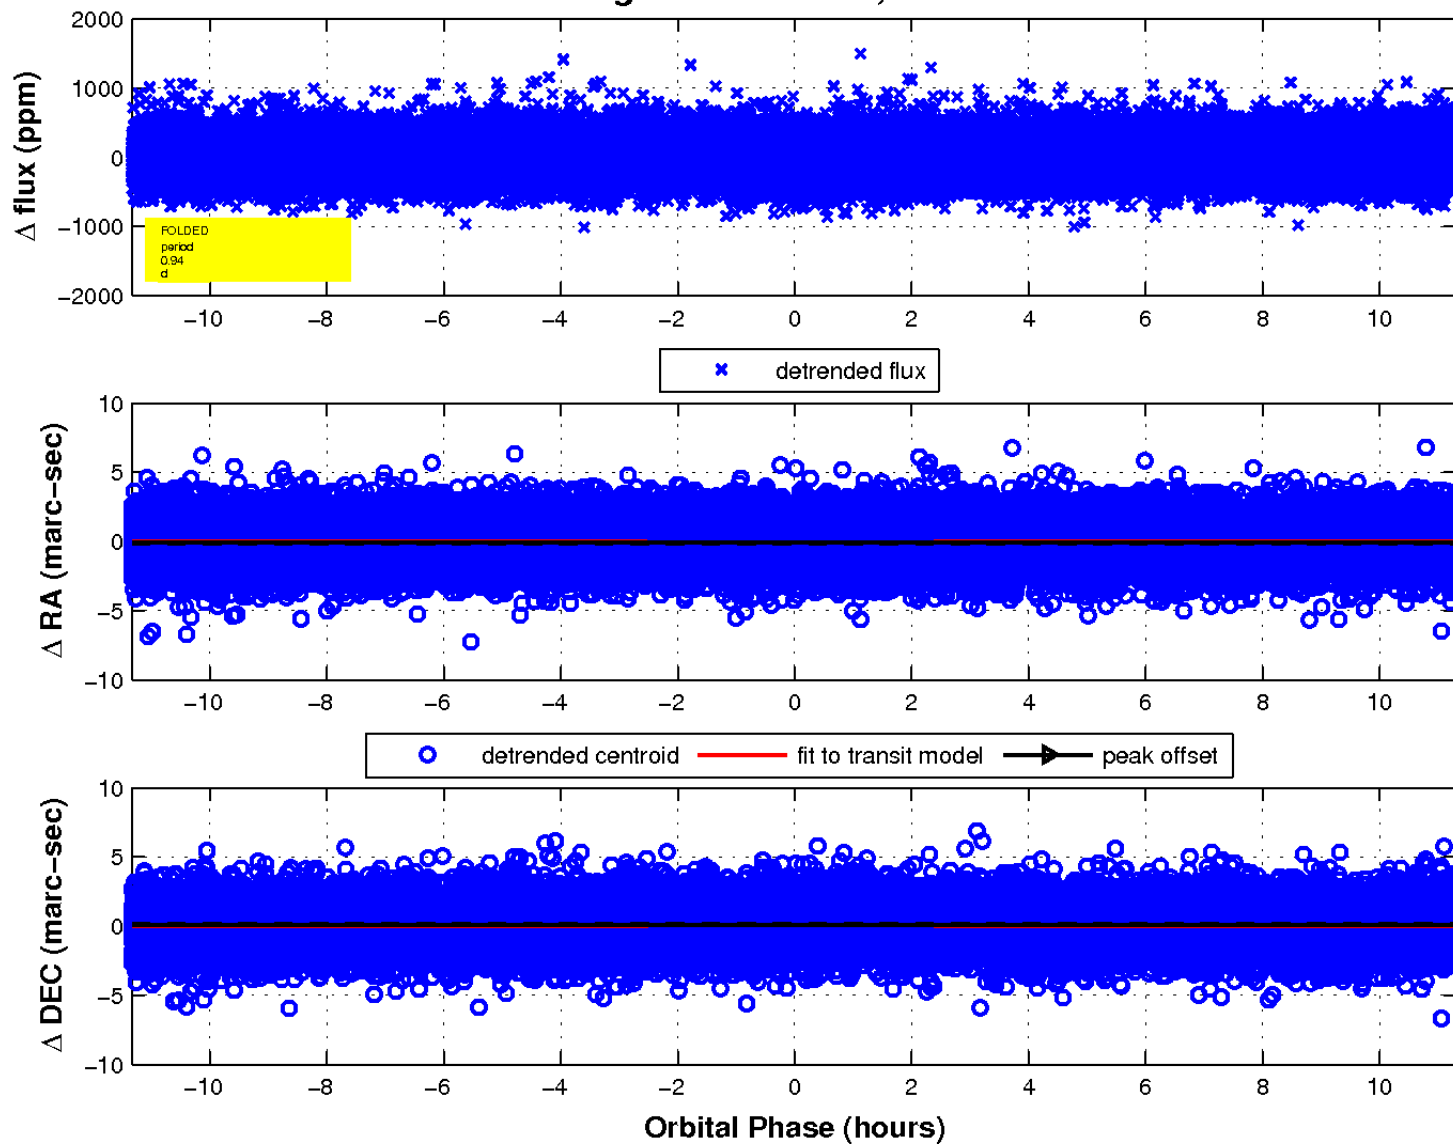 2000
1000
0
−1000
−2000
Δ flux (ppm)
FOLDED
period
0.94
d
−10 −8 −6 −4 −2 0 2 4 6 8 10
detrended flux
10
5
0
−5
−10
Δ RA (marc−sec)
−10 −8 −6 −4 −2 0 2 4 6 8 10
detrended centroid fit to transit model peak offset
10
5
0
−5
−10
Δ DEC (marc−sec)
−10 −8 −6 −4 −2 0 2 4 6 8 10
Orbital Phase (hours)